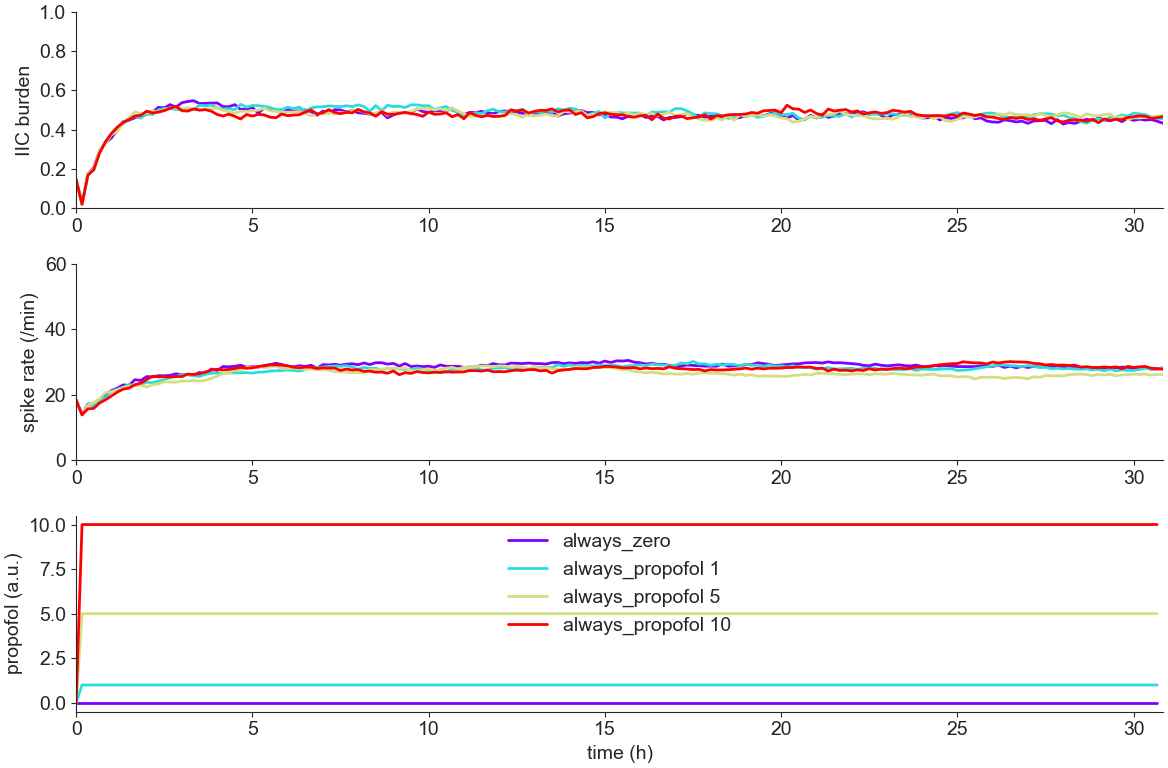 IIC burden
1.0
0.8
0.6
0.4
0.2
0.0
0 5 10 15 20 25 30
spike rate (/min)
60
40
20
0
0 5 10 15 20 25 30
propofol (a.u.)
10.0
7.5
5.0
2.5
0.0
always_zero
always_propofol 1
always_propofol 5
always_propofol 10
0 5 10 15 20 25 30
time (h)